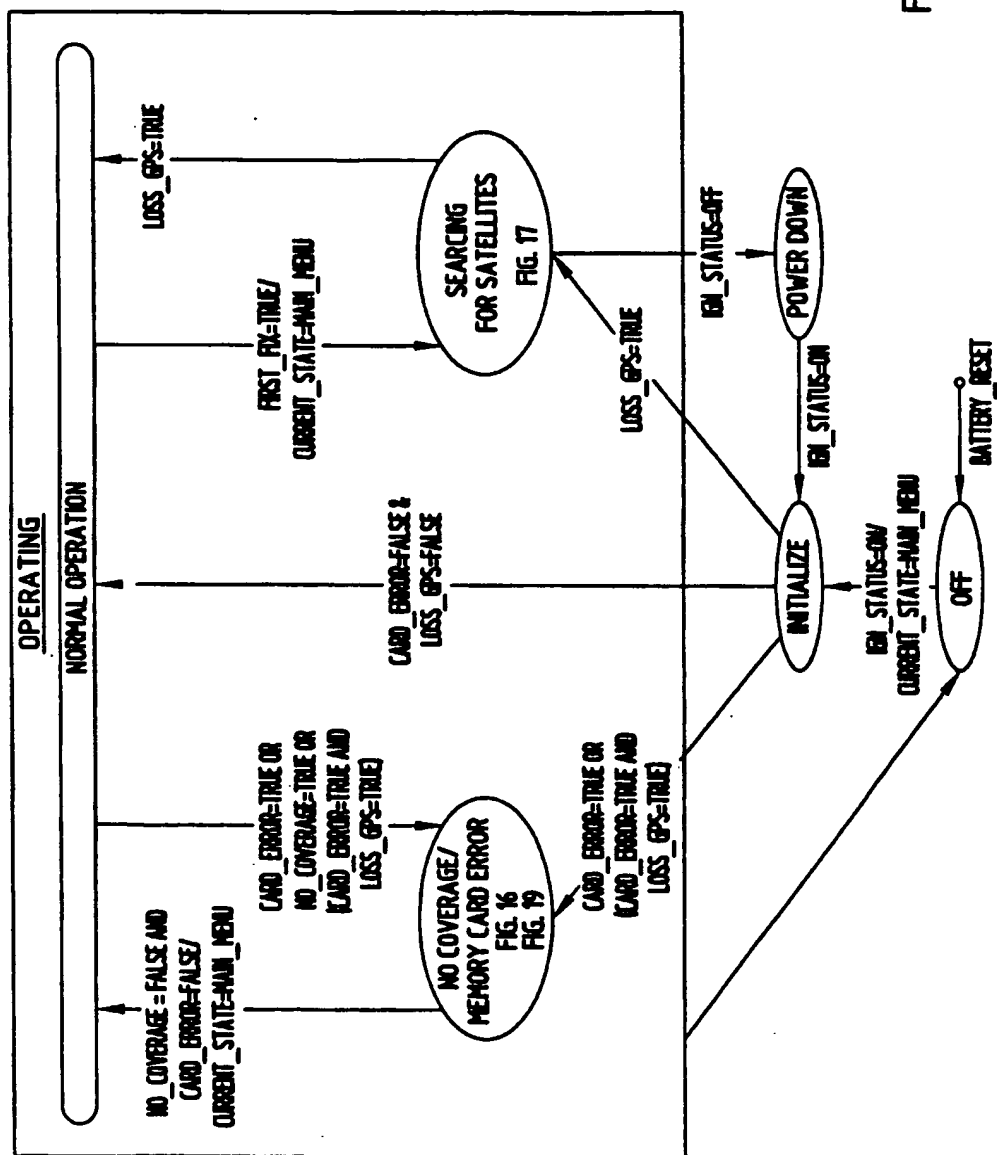 OPERATING
NORMAL OPERATION
NO_COVERAGE = FALSE AND
CARD_ERROR=FALSE/
CURRENT_STATE=MAIN_MENU
CARD_ERROR=TRUE OR
NO_COVERAGE=TRUE OR
(CARD_ERROR=TRUE AND
LOSS_GPS=TRUE)
CARD_ERROR=FALSE &
LOSS_GPS=FALSE
FIRST_FIX=TRUE/
CURRENT_STATE=MAIN_MENU
LOSS_GPS=TRUE
NO COVERAGE/
MEMORY CARD ERROR
FIG. 16
FIG. 19
SEARCING
FOR SATELLITES
FIG. 17
CARD_ERROR=TRUE OR
(CARD_ERROR=TRUE AND
LOSS_GPS=TRUE)
LOSS_GPS=TRUE
IGN_STATUS=OFF
INITIALIZE
IGN_STATUS=ON
POWER DOWN
IGN_STATUS=ON/
CURRENT_STATE=MAIN_MENU
OFF
BATTERY_RESET
F